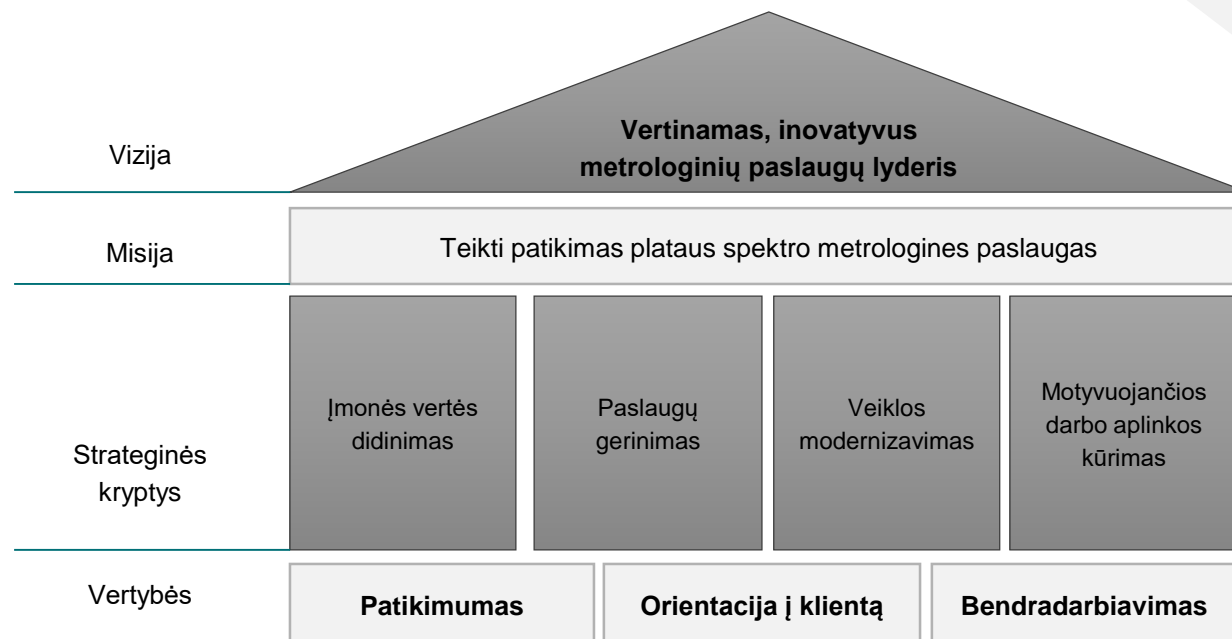 Vizija
Vertinamas, inovatyvus
metrologinių paslaugų lyderis
Misija
Teikti patikimas plataus spektro metrologines paslaugas
Strateginės
kryptys
Įmonės vertės
didinimas
Paslaugų
gerinimas
Veiklos
modernizavimas
Motyvuojančios
darbo aplinkos
kūrimas
Vertybės
Patikimumas
Orientacija į klientą
Bendradarbiavimas